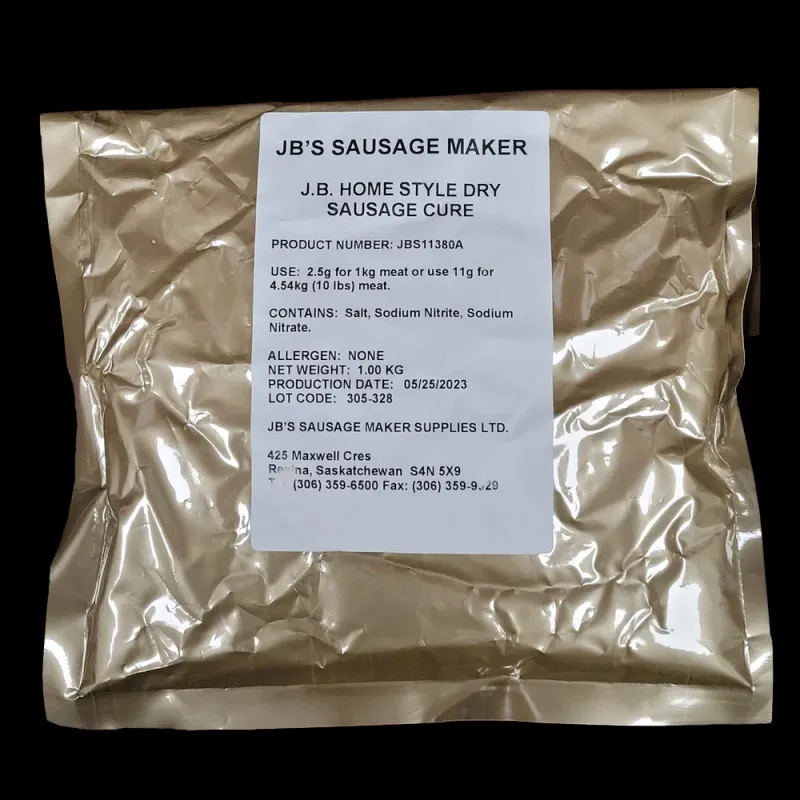 JB'S SAUSAGE MAKER
J.B. HOME STYLE DRY
SAUSAGE CURE
PRODUCT NUMBER: JBS11380A
USE: 2.5g for 1kg meat or use 11g for
4.54kg (10 lbs) meat.
CONTAINS: Salt, Sodium Nitrite, Sodium
Nitrate.
ALLERGEN: NONE
NET WEIGHT: 1.00 KG
PRODUCTION DATE: 05/25/2023
LOT CODE: 305-328
JB'S SAUSAGE MAKER SUPPLIES LTD.
425 Maxwell Cres
Regina, Saskatchewan S4N 5X9
(306) 359-6500 Fax: (306)